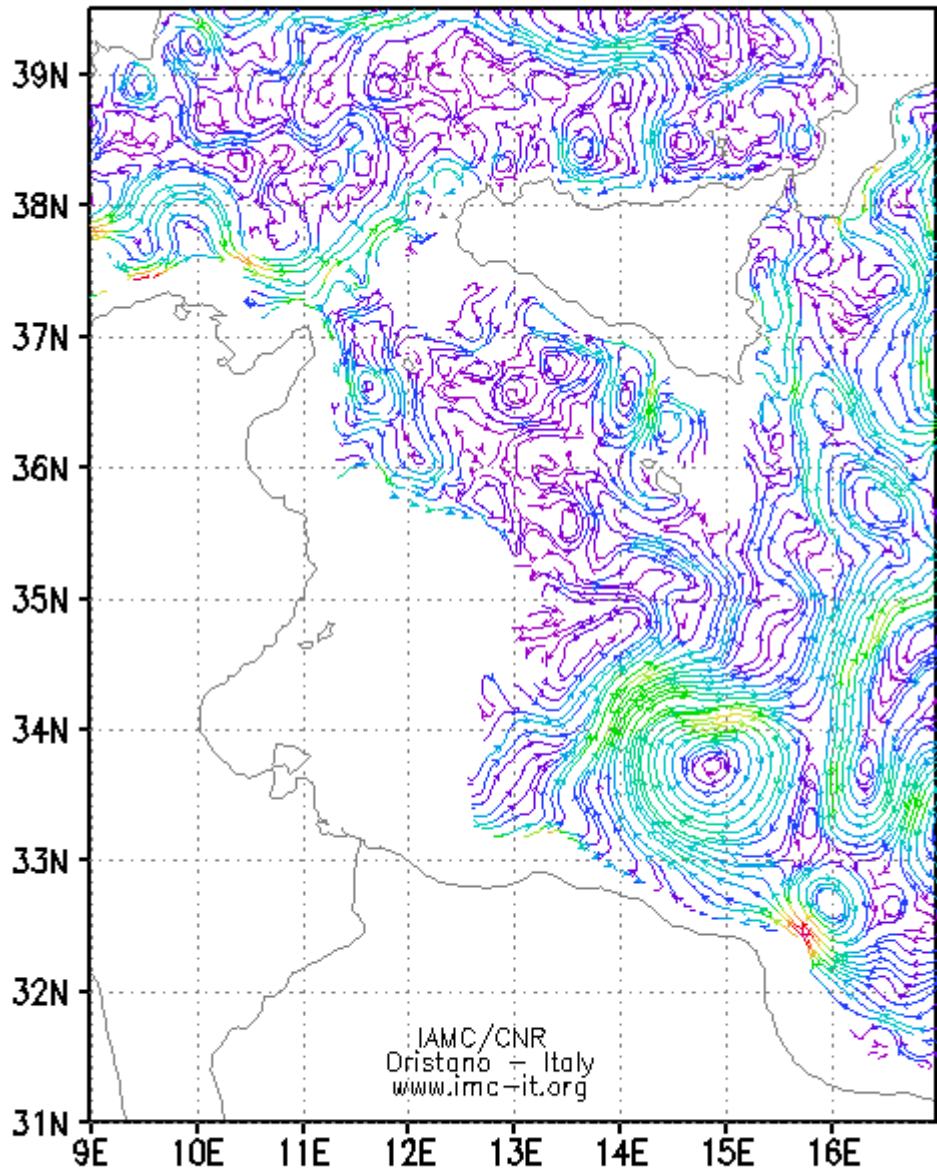 39N
38N
37N
36N
35N
34N
33N
32N
31N
IAMC/CNR
Oristano – Italy
www.imc-it.org
9E 10E 11E 12E 13E 14E 15E 16E